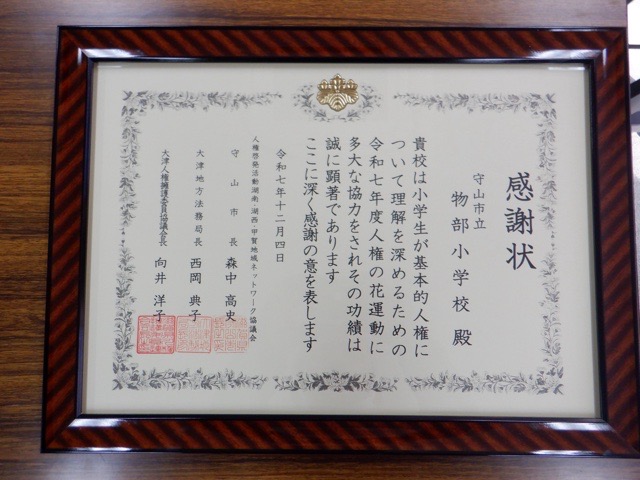 感謝状
守山市立
物部小学校 殿
貴校は小学生が基本的人権に
ついて理解を深めるための
令和七年度人権の花運動に
多大な協力をされその功績は
誠に顕著であります
ここに深く感謝の意を表します
令和七年十二月四日
人権啓発活動湖南・湖西・甲賀地域ネットワーク協議会
守山市長 森中 高史
大津地方法務局長 西岡 典子
大津人権擁護委員協議会長 向井 洋子